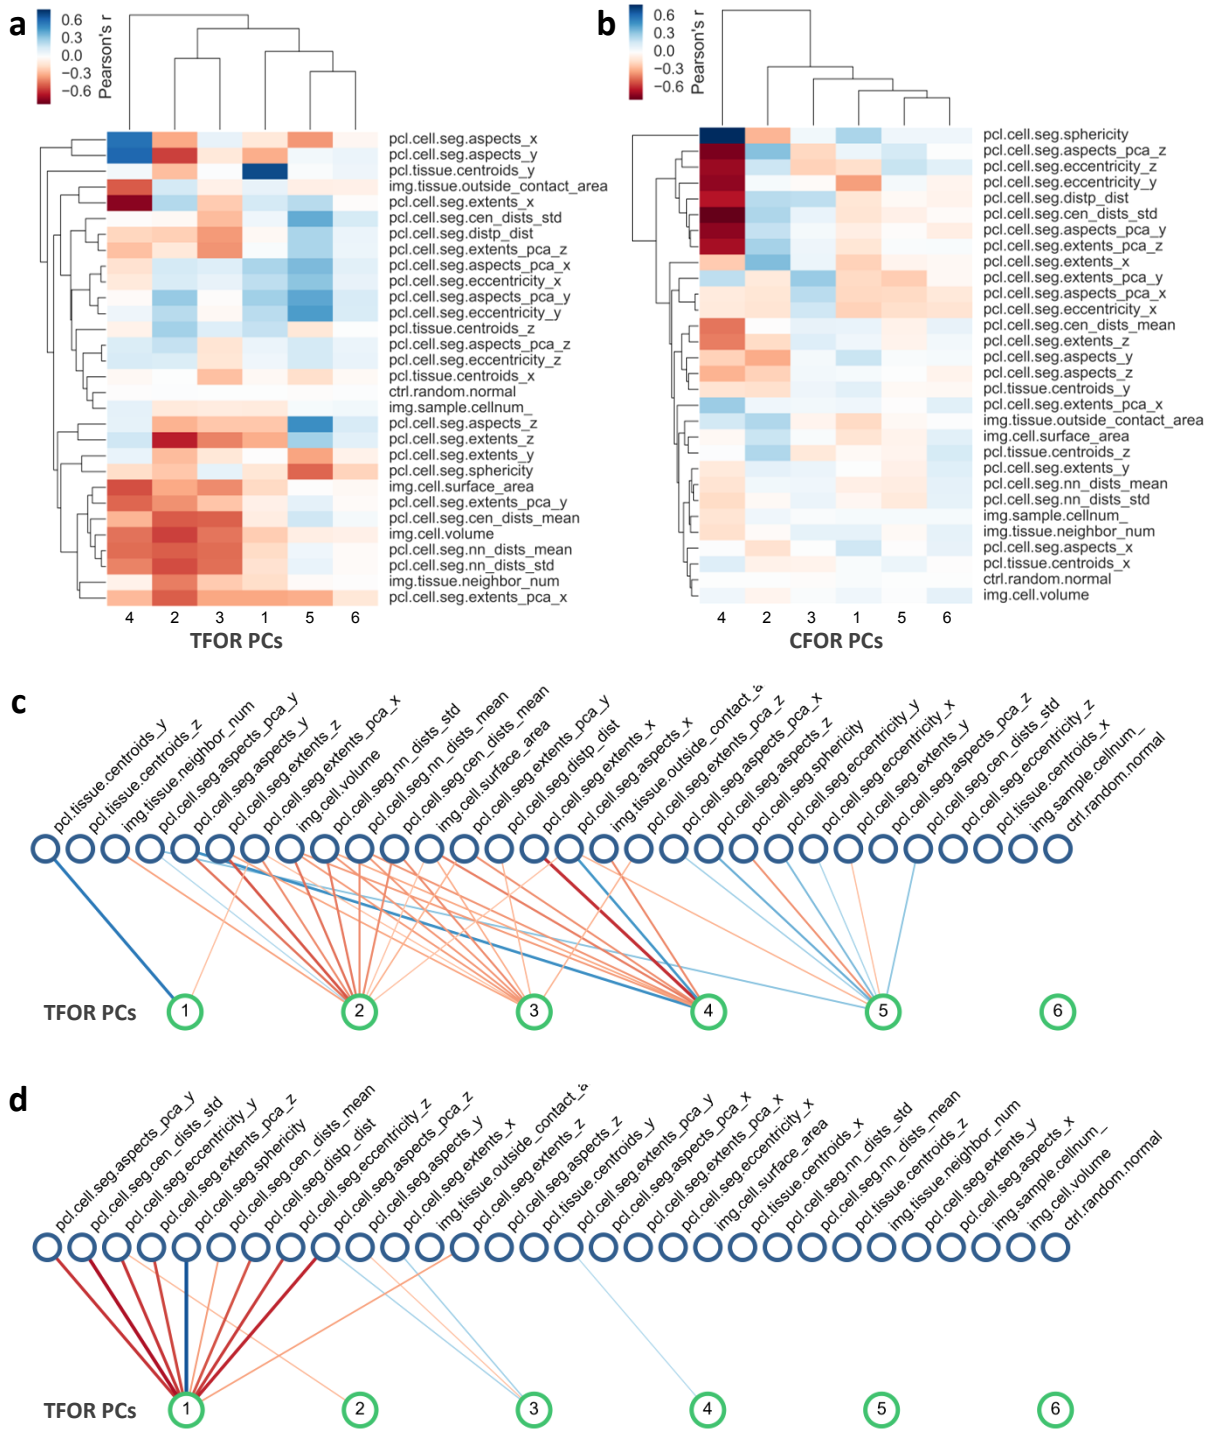 a
0.6
0.3
0.0
−0.3
−0.6
Pearson's r
pcl.cell.seg.aspects_x
pcl.cell.seg.aspects_y
pcl.tissue.centroids_y
img.tissue.outside_contact_area
pcl.cell.seg.extents_x
pcl.cell.seg.cen_dists_std
pcl.cell.seg.distp_dist
pcl.cell.seg.extents_pca_z
pcl.cell.seg.aspects_pca_x
pcl.cell.seg.eccentricity_x
pcl.cell.seg.aspects_pca_y
pcl.cell.seg.eccentricity_y
pcl.tissue.centroids_z
pcl.cell.seg.aspects_pca_z
pcl.cell.seg.eccentricity_z
pcl.tissue.centroids_x
ctrl.random.normal
img.sample.cellnum_
pcl.cell.seg.aspects_z
pcl.cell.seg.extents_z
pcl.cell.seg.extents_y
pcl.cell.seg.sphericity
img.cell.surface_area
pcl.cell.seg.extents_pca_y
pcl.cell.seg.cen_dists_mean
img.cell.volume
pcl.cell.seg.nn_dists_mean
pcl.cell.seg.nn_dists_std
img.tissue.neighbor_num
pcl.cell.seg.extents_pca_x
4 2 3 1 5 6
TFOR PCs
b
0.6
0.3
0.0
−0.3
−0.6
Pearson's r
pcl.cell.seg.sphericity
pcl.cell.seg.aspects_pca_z
pcl.cell.seg.eccentricity_z
pcl.cell.seg.eccentricity_y
pcl.cell.seg.distp_dist
pcl.cell.seg.cen_dists_std
pcl.cell.seg.aspects_pca_y
pcl.cell.seg.extents_pca_z
pcl.cell.seg.extents_x
pcl.cell.seg.extents_pca_y
pcl.cell.seg.aspects_pca_x
pcl.cell.seg.eccentricity_x
pcl.cell.seg.cen_dists_mean
pcl.cell.seg.extents_z
pcl.cell.seg.aspects_y
pcl.cell.seg.aspects_z
pcl.tissue.centroids_y
pcl.cell.seg.extents_pca_x
img.tissue.outside_contact_area
img.cell.surface_area
pcl.tissue.centroids_z
pcl.cell.seg.extents_y
pcl.cell.seg.nn_dists_mean
pcl.cell.seg.nn_dists_std
img.sample.cellnum_
img.tissue.neighbor_num
pcl.cell.seg.aspects_x
pcl.tissue.centroids_x
ctrl.random.normal
img.cell.volume
4 2 3 1 5 6
CFOR PCs
c
pcl.tissue.centroids_y
pcl.tissue.centroids_z
img.tissue.neighbor_num
pcl.cell.seg.aspects_pca_y
pcl.cell.seg.aspects_y
pcl.cell.seg.extents_z
pcl.cell.seg.extents_pca_x
img.cell.volume
pcl.cell.seg.nn_dists_std
pcl.cell.seg.nn_dists_mean
pcl.cell.seg.cen_dists_mean
img.cell.surface_area
pcl.cell.seg.extents_pca_y
pcl.cell.seg.distp_dist
pcl.cell.seg.extents_x
pcl.cell.seg.aspects_x
img.tissue.outside_contact_a
pcl.cell.seg.extents_pca_z
pcl.cell.seg.aspects_pca_x
pcl.cell.seg.aspects_z
pcl.cell.seg.sphericity
pcl.cell.seg.eccentricity_y
pcl.cell.seg.eccentricity_x
pcl.cell.seg.extents_y
pcl.cell.seg.aspects_pca_z
pcl.cell.seg.cen_dists_std
pcl.cell.seg.eccentricity_z
pcl.tissue.centroids_x
img.sample.cellnum_
ctrl.random.normal
TFOR PCs
1 2 3 4 5 6
d
pcl.cell.seg.aspects_pca_y
pcl.cell.seg.cen_dists_std
pcl.cell.seg.eccentricity_y
pcl.cell.seg.extents_pca_z
pcl.cell.seg.sphericity
pcl.cell.seg.cen_dists_mean
pcl.cell.seg.distp_dist
pcl.cell.seg.eccentricity_z
pcl.cell.seg.aspects_pca_z
pcl.cell.seg.aspects_y
pcl.cell.seg.extents_x
img.tissue.outside_contact_a
pcl.cell.seg.extents_z
pcl.cell.seg.aspects_z
pcl.tissue.centroids_y
pcl.cell.seg.extents_pca_y
pcl.cell.seg.aspects_pca_x
pcl.cell.seg.extents_pca_x
pcl.cell.seg.eccentricity_x
img.cell.surface_area
pcl.tissue.centroids_x
pcl.cell.seg.nn_dists_std
pcl.cell.seg.nn_dists_mean
pcl.tissue.centroids_z
img.tissue.neighbor_num
pcl.cell.seg.extents_y
pcl.cell.seg.aspects_x
img.sample.cellnum_
img.cell.volume
ctrl.random.normal
TFOR PCs
1 2 3 4 5 6